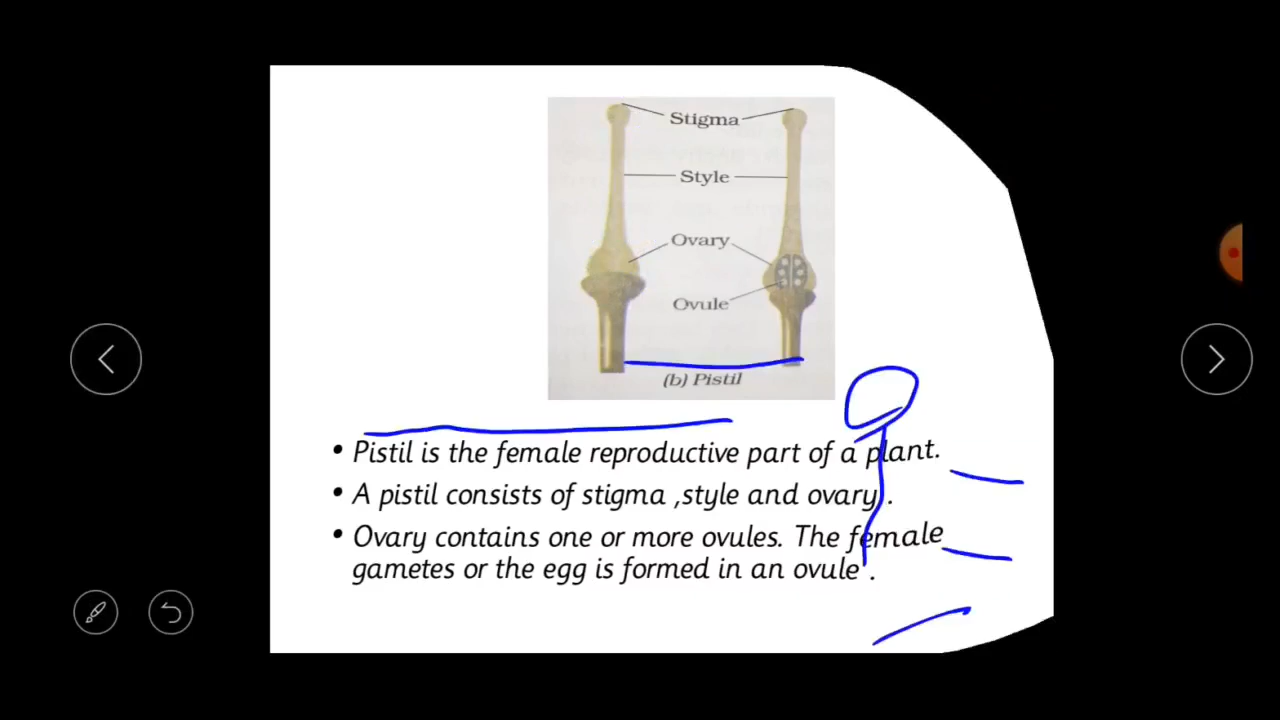 Stigma
Style
Ovary
Ovule
(b) Pistil
• Pistil is the female reproductive part of a plant.
• A pistil consists of stigma ,style and ovary .
• Ovary contains one or more ovules. The female
gametes or the egg is formed in an ovule .